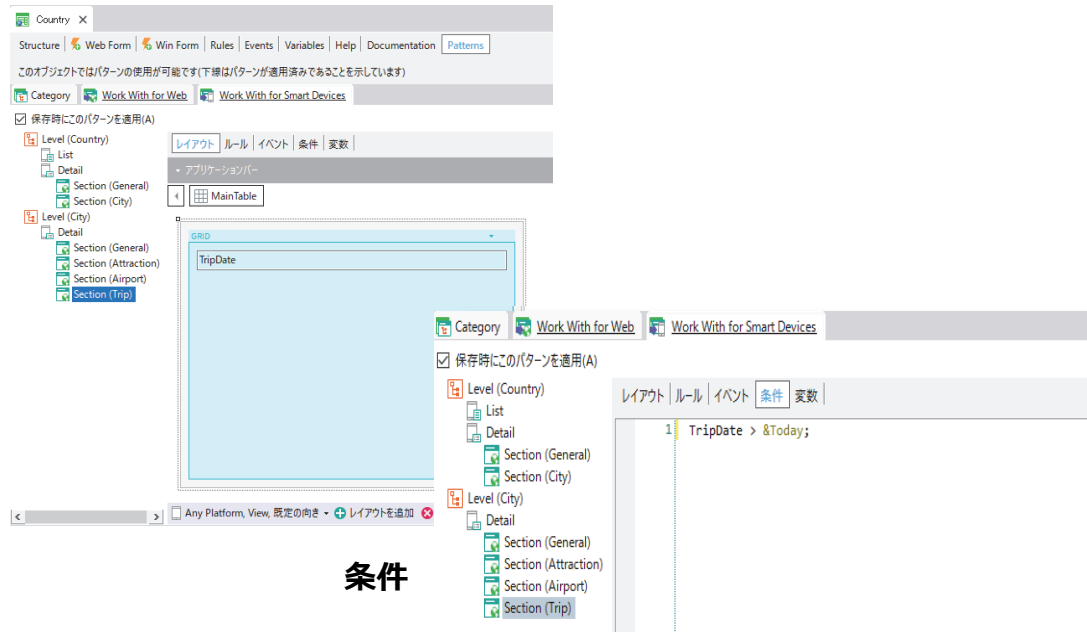 Country
Structure Web Form Win Form Rules Events Variables Help Documentation Patterns
このオブジェクトではパターンの使用が可能です(下線はパターンが適用済みであることを示しています)
Category Work With for Web Work With for Smart Devices
保存時にこのパターンを適用(A)
Level (Country)
List
Detail
Section (General)
Section (City)
Level (City)
Detail
Section (General)
Section (Attraction)
Section (Airport)
Section (Trip)
レイアウト ルール イベント 条件 変数
アプリケーションバー
MainTable
GRID
TripDate
Any Platform, View, 既定の向き レイアウトを追加
Category Work With for Web Work With for Smart Devices
保存時にこのパターンを適用(A)
Level (Country)
List
Detail
Section (General)
Section (City)
Level (City)
Detail
Section (General)
Section (Attraction)
Section (Airport)
Section (Trip)
レイアウト ルール イベント 条件 変数
1 TripDate > &Today;
条件